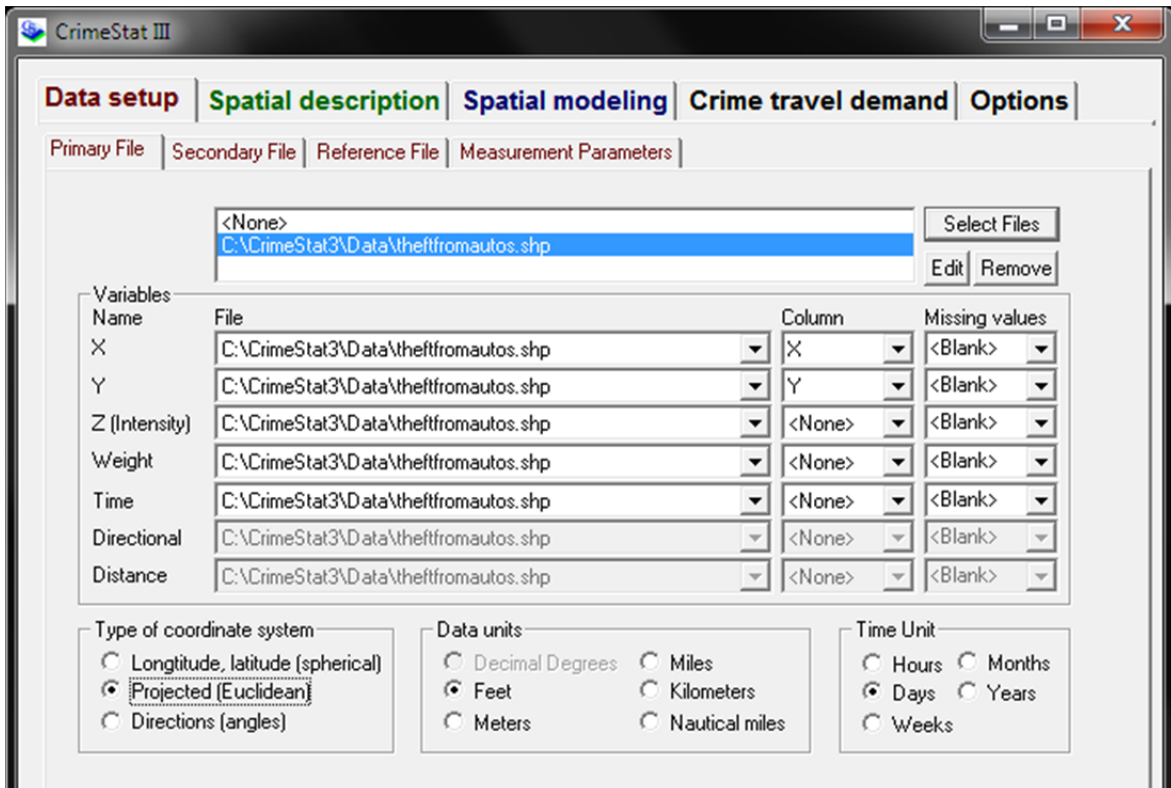 CrimeStat III
Data setup Spatial description Spatial modeling Crime travel demand Options
Primary File Secondary File Reference File Measurement Parameters
<None>
C:\CrimeStat3\Data\theftfromautos.shp
Select Files
Edit Remove
Variables
Name File Column Missing values
X C:\CrimeStat3\Data\theftfromautos.shp X <Blank>
Y C:\CrimeStat3\Data\theftfromautos.shp Y <Blank>
Z (Intensity) C:\CrimeStat3\Data\theftfromautos.shp <None> <Blank>
Weight C:\CrimeStat3\Data\theftfromautos.shp <None> <Blank>
Time C:\CrimeStat3\Data\theftfromautos.shp <None> <Blank>
Directional C:\CrimeStat3\Data\theftfromautos.shp <None> <Blank>
Distance C:\CrimeStat3\Data\theftfromautos.shp <None> <Blank>
Type of coordinate system Data units Time Unit
Longtitude, latitude (spherical) Decimal Degrees Miles Hours Months
Projected (Euclidean) Feet Kilometers Days Years
Directions (angles) Meters Nautical miles Weeks